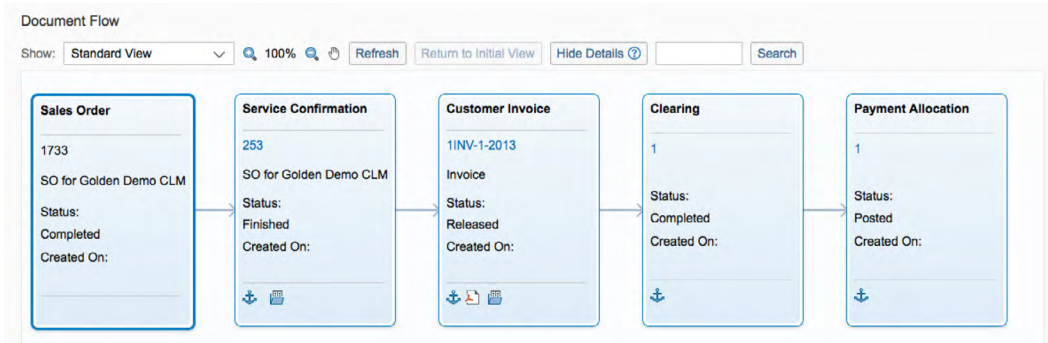 Document Flow
Show: Standard View 100% Refresh Return to Initial View Hide Details ? Search
Sales Order
1733
SO for Golden Demo CLM
Status:
Completed
Created On:
Service Confirmation
253
SO for Golden Demo CLM
Status:
Finished
Created On:
Customer Invoice
1INV-1-2013
Invoice
Status:
Released
Created On:
Clearing
1
Status:
Completed
Created On:
Payment Allocation
1
Status:
Posted
Created On: